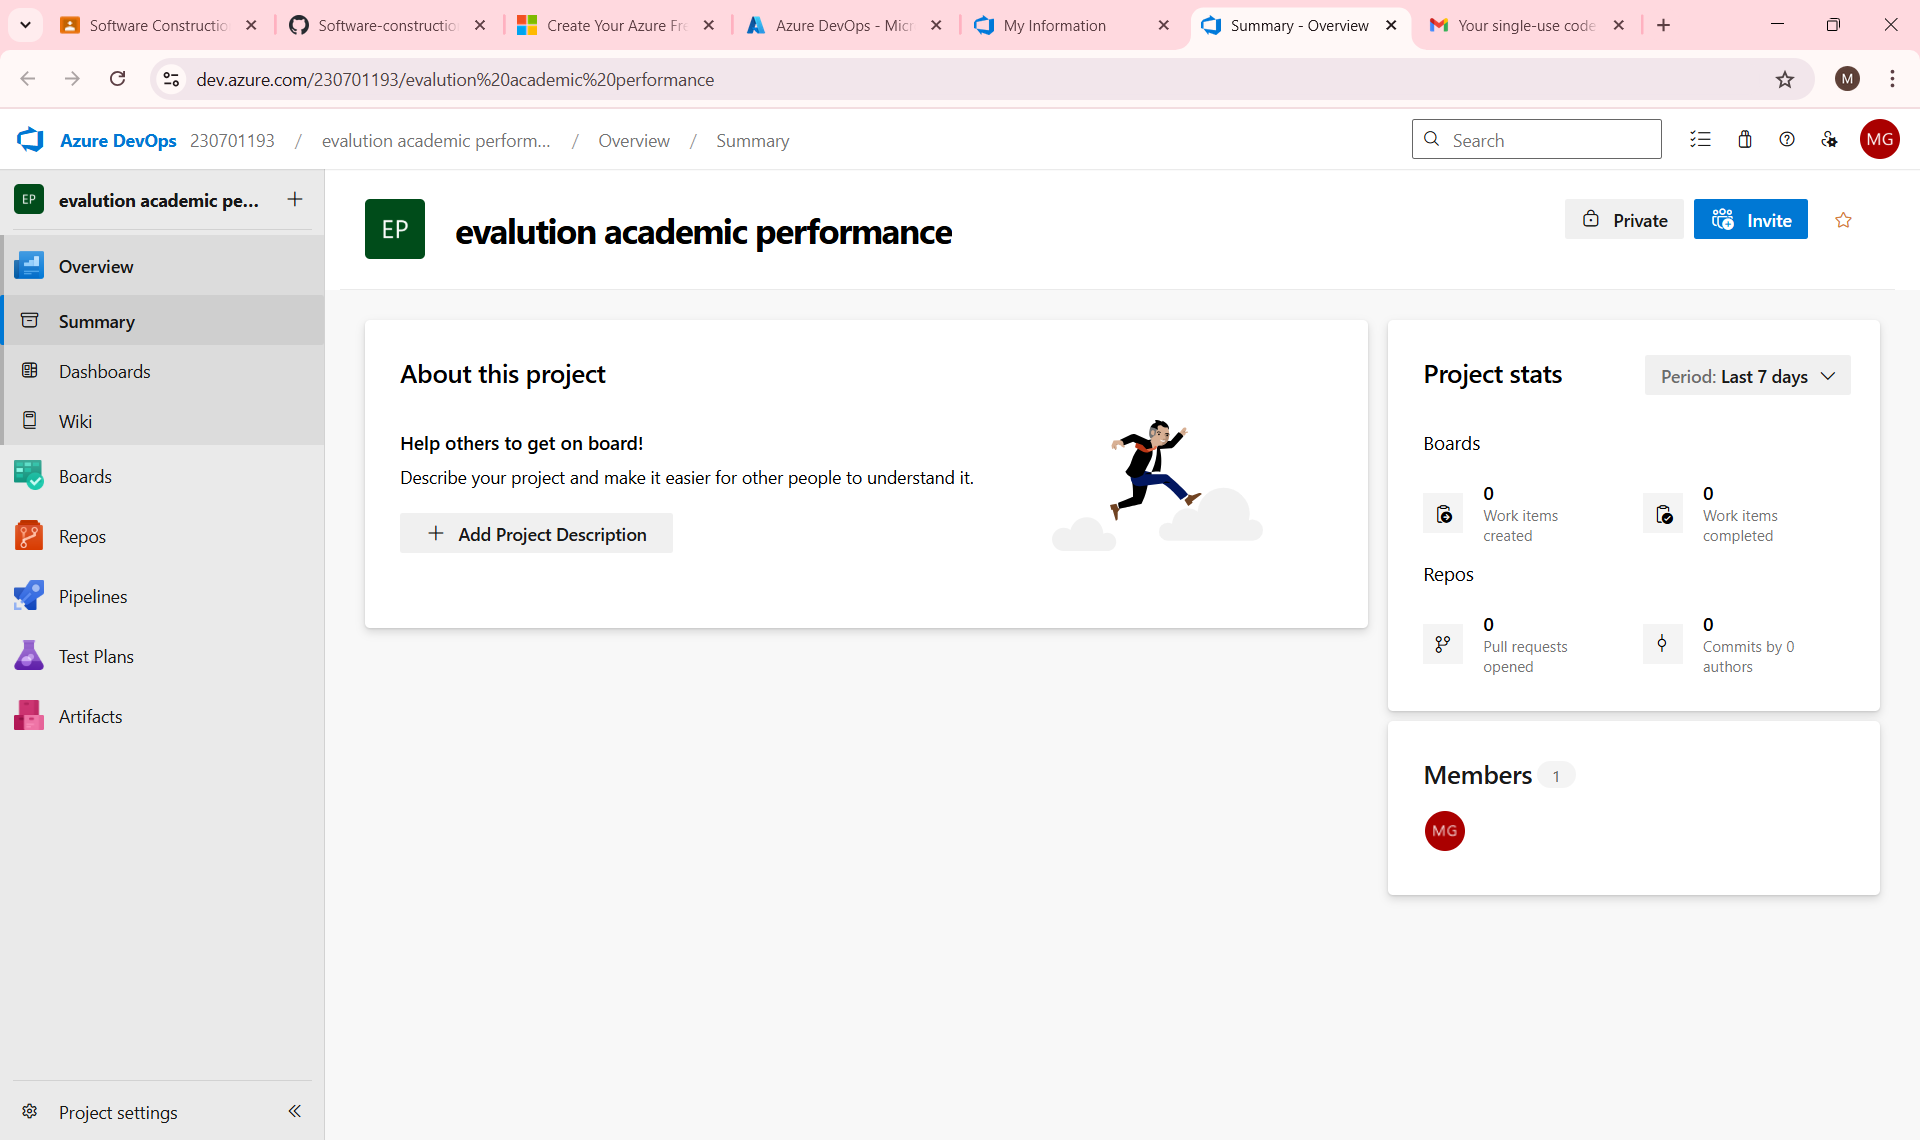 Software Constructio
Software-constructio
Create Your Azure Fre
Azure DevOps - Micr
My Information
Summary - Overview
Your single-use code
dev.azure.com/230701193/evalution%20academic%20performance
M
Azure DevOps 230701193 / evalution academic perform... / Overview / Summary
Search
MG
EP evalution academic pe...
Overview
Summary
Dashboards
Wiki
Boards
Repos
Pipelines
Test Plans
Artifacts
Project settings
EP evalution academic performance
Private
Invite
About this project
Help others to get on board!
Describe your project and make it easier for other people to understand it.
Add Project Description
Project stats
Period: Last 7 days
Boards
0
Work items
created
0
Work items
completed
Repos
0
Pull requests
opened
0
Commits by 0
authors
Members 1
MG